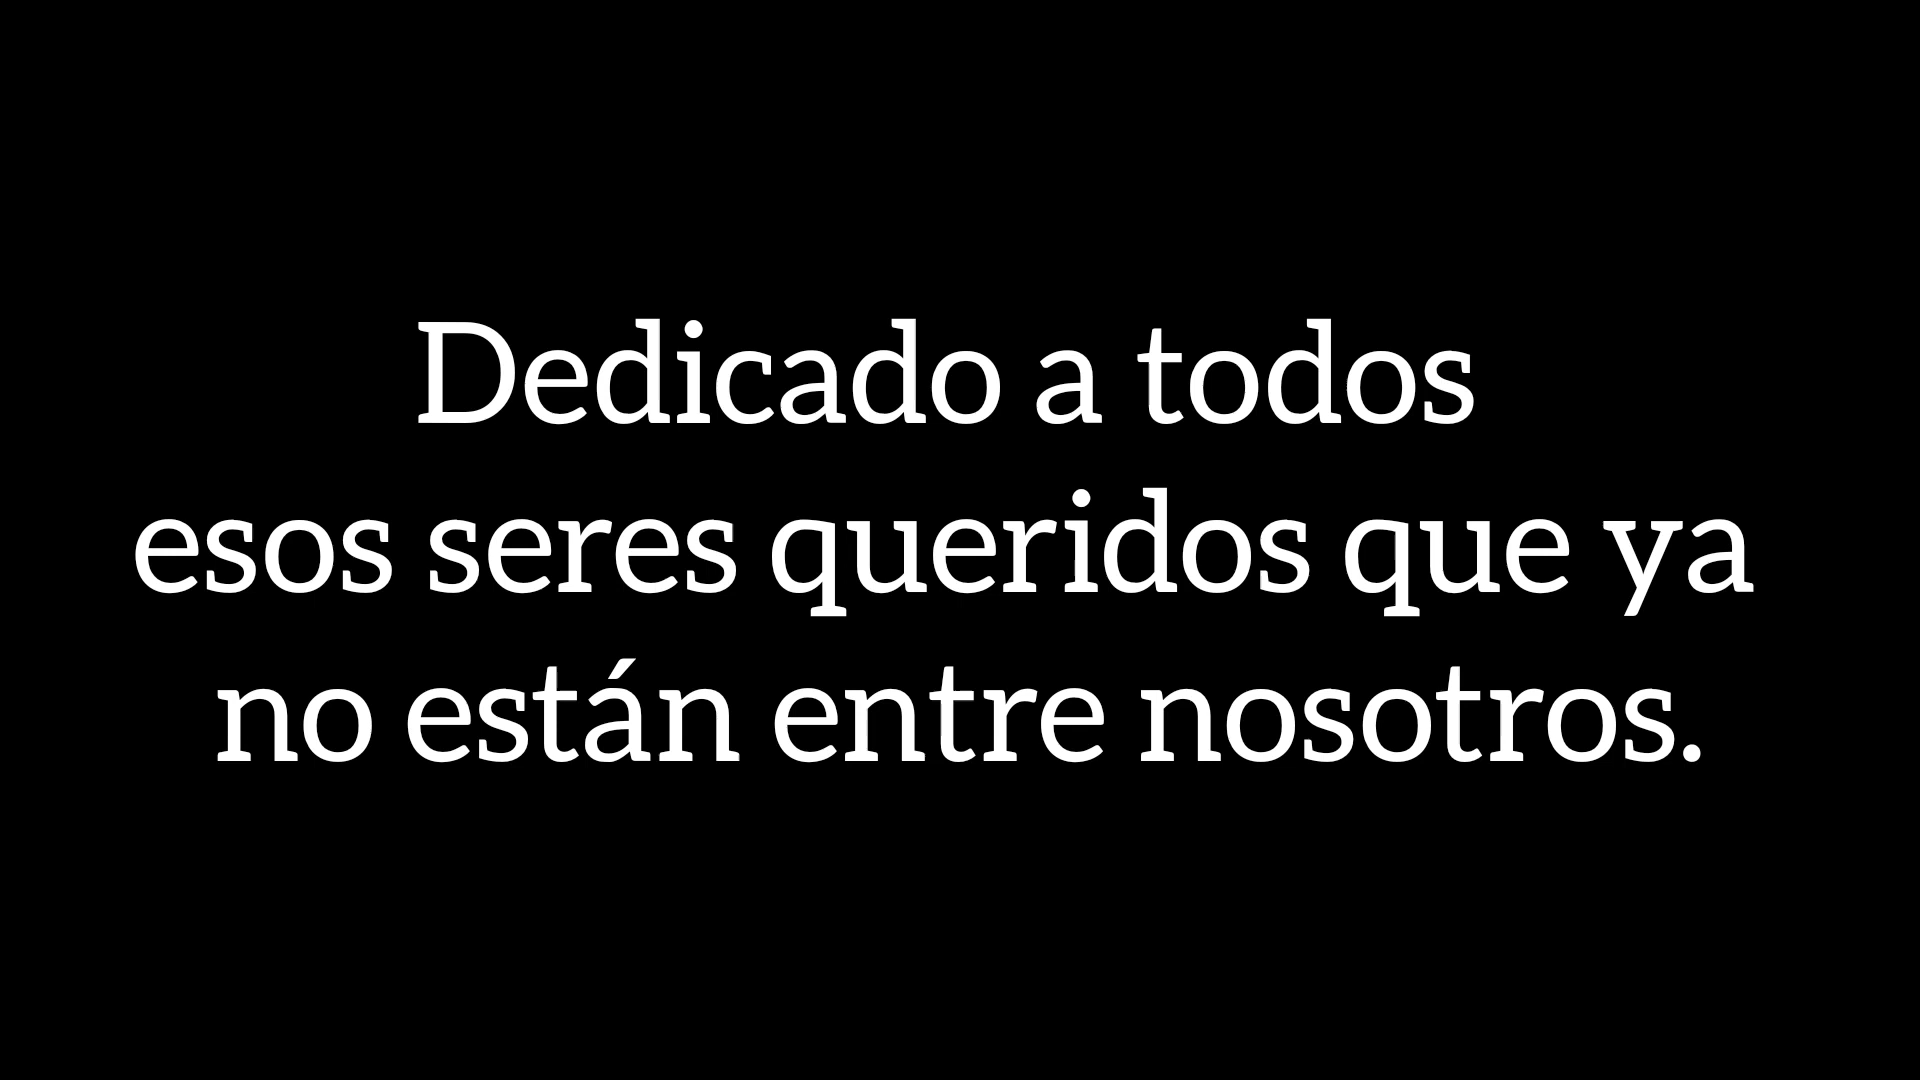 Dedicado a todos
esos seres queridos que ya
no están entre nosotros.